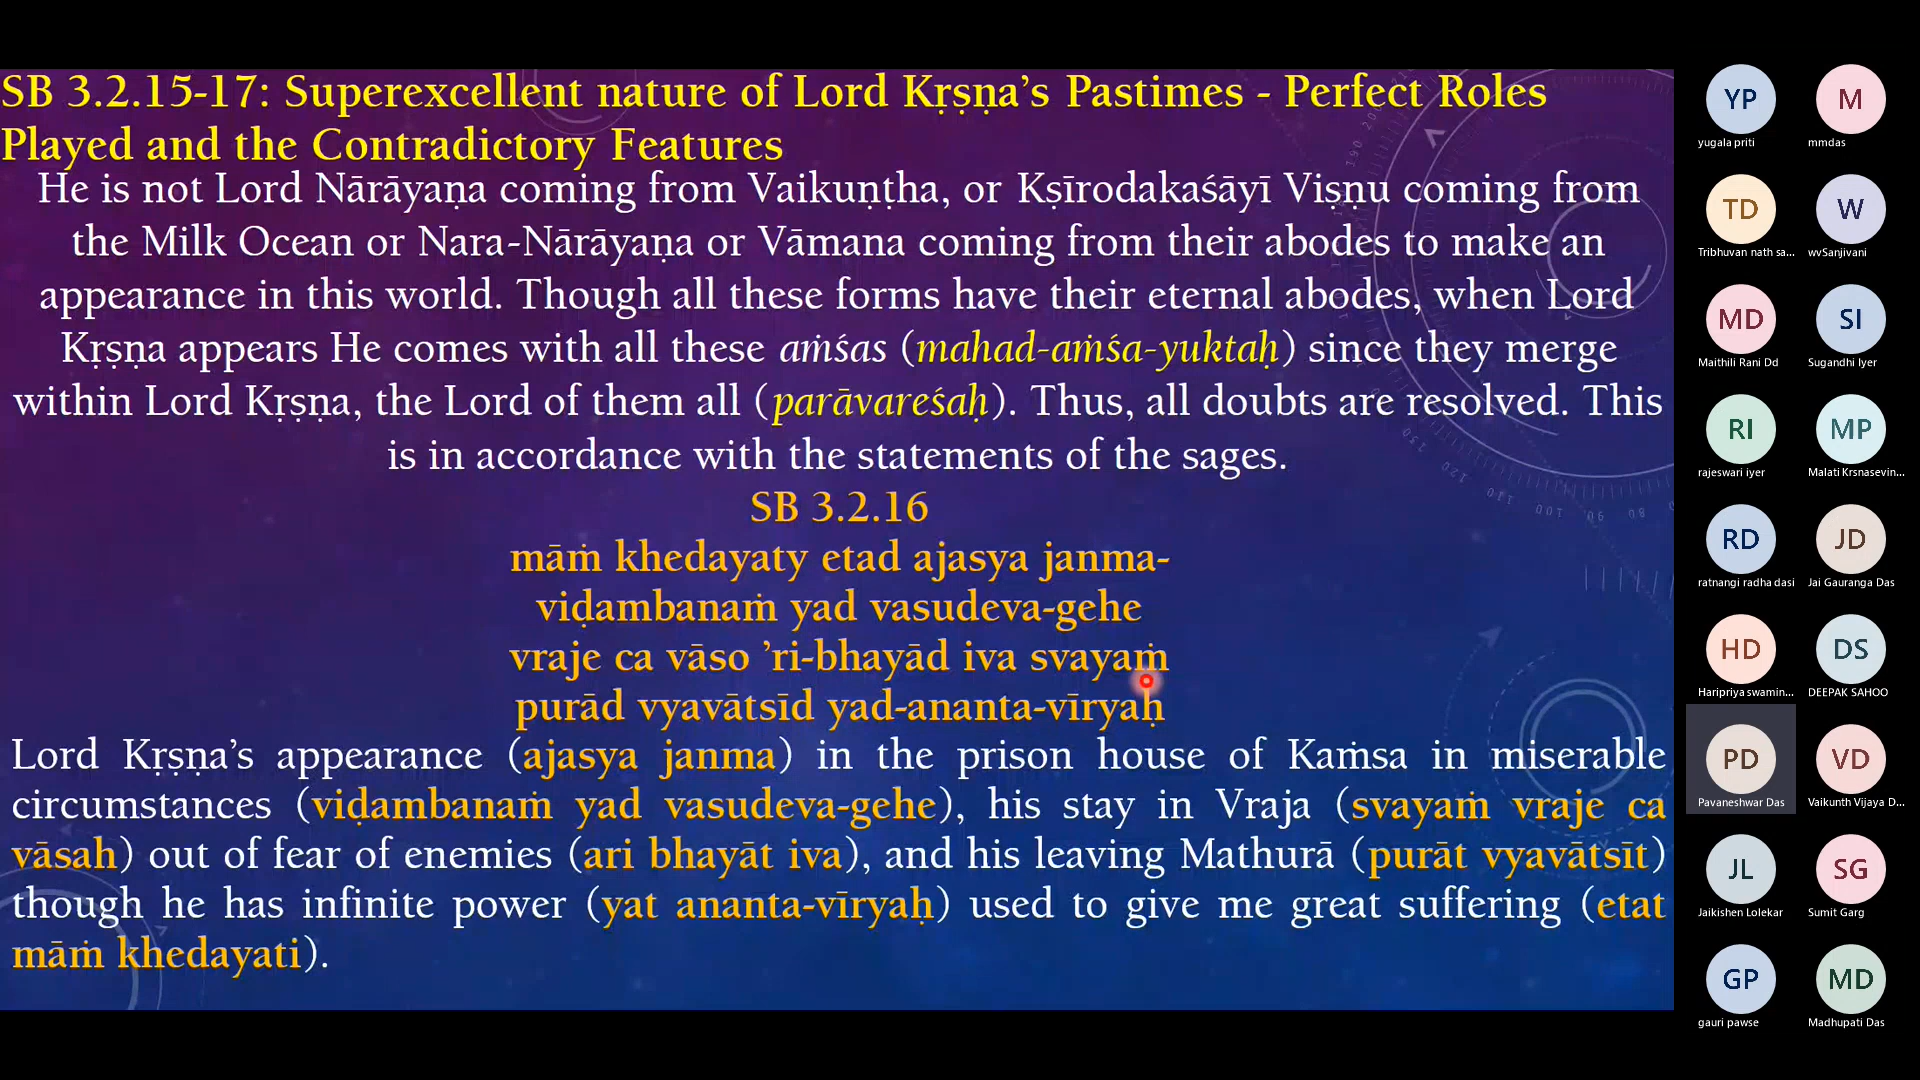 SB 3.2.15-17: Superexcellent nature of Lord Kṛṣṇa’s Pastimes - Perfect Roles
Played and the Contradictory Features
He is not Lord Nārāyaṇa coming from Vaikuṇṭha, or Kṣīrodakaśāyī Viṣṇu coming from
the Milk Ocean or Nara-Nārāyaṇa or Vāmana coming from their abodes to make an
appearance in this world. Though all these forms have their eternal abodes, when Lord
Kṛṣṇa appears He comes with all these aṁśas (mahad-aṁśa-yuktaḥ) since they merge
within Lord Kṛṣṇa, the Lord of them all (parāvareśaḥ). Thus, all doubts are resolved. This
is in accordance with the statements of the sages.
SB 3.2.16
māṁ khedayaty etad ajasya janma-
viḍambanaṁ yad vasudeva-gehe
vraje ca vāso ’ri-bhayād iva svayaṁ
purād vyavātsīd yad-ananta-vīryaḥ
Lord Kṛṣṇa’s appearance (ajasya janma) in the prison house of Kaṁsa in miserable
circumstances (viḍambanaṁ yad vasudeva-gehe), his stay in Vraja (svayaṁ vraje ca
vāsaḥ) out of fear of enemies (ari bhayāt iva), and his leaving Mathurā (purāt vyavātsīt)
though he has infinite power (yat ananta-vīryaḥ) used to give me great suffering (etat
māṁ khedayati).
YP
M
yugala priti
mmdas
TD
W
Tribhuvan nath sa...
wvSanjivani
MD
SI
Maithili Rani Dd
Sugandhi Iyer
RI
MP
rajeswari iyer
Malati Krsnasevin...
RD
JD
ratnangi radha dasi
Jai Gauranga Das
HD
DS
Haripriya swamin...
DEEPAK SAHOO
PD
VD
Pavaneshwar Das
Vaikunth Vijaya D...
JL
SG
Jaikishen Lolekar
Sumit Garg
GP
MD
gauri pawse
Madhupati Das